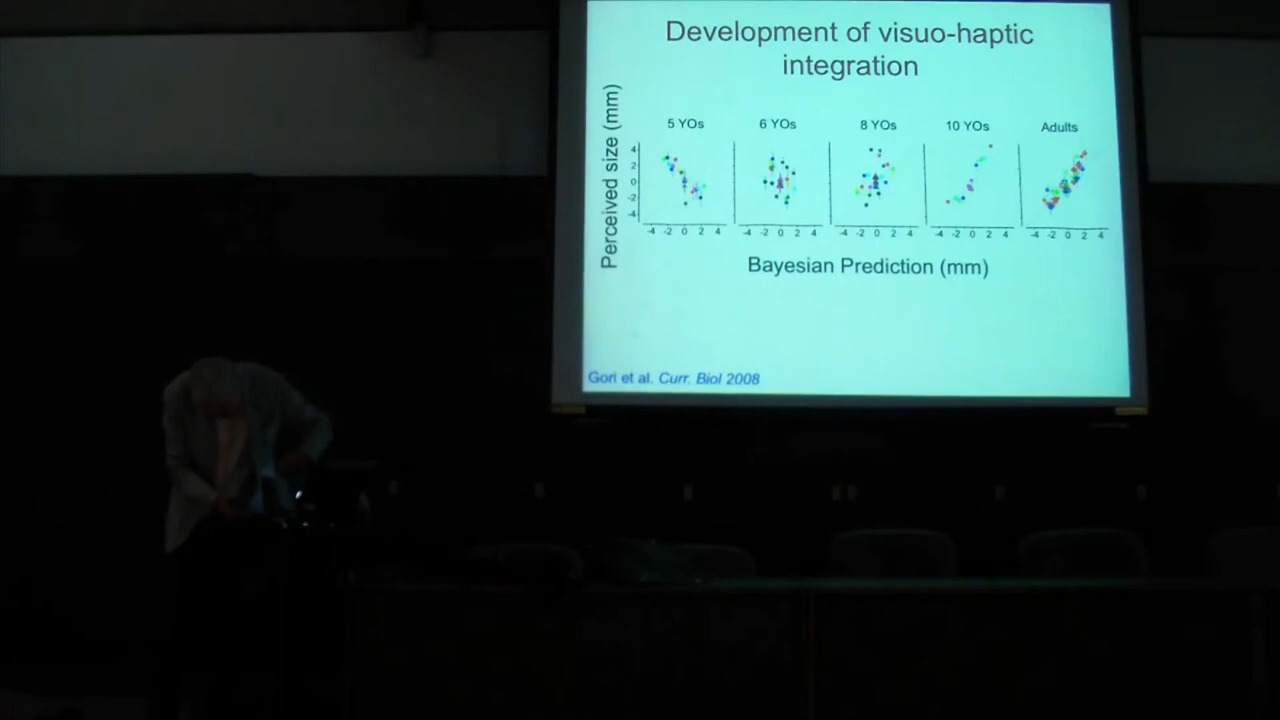 Development of visuo-haptic
integration
Perceived size (mm)
5 YOs
6 YOs
8 YOs
10 YOs
Adults
4
2
0
-2
-4
-4 -2 0 2 4
-4 -2 0 2 4
-4 -2 0 2 4
-4 -2 0 2 4
-4 -2 0 2 4
Bayesian Prediction (mm)
Gori et al. Curr. Biol 2008